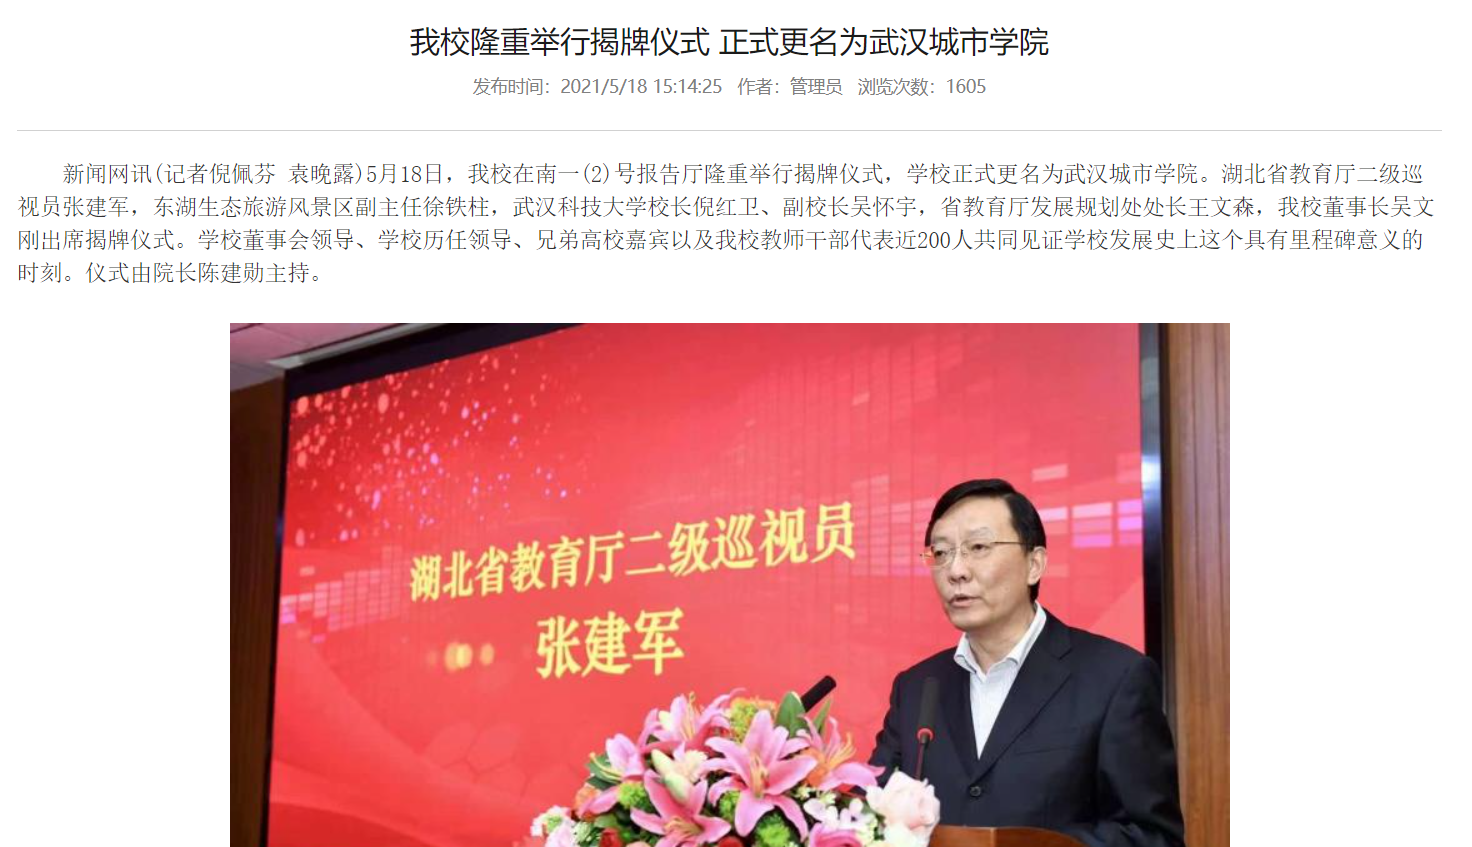 我校隆重举行揭牌仪式 正式更名为武汉城市学院
发布时间：2021/5/18 15:14:25 作者：管理员 浏览次数：1605
新闻网讯(记者倪佩芬 袁晚露)5月18日，我校在南一(2)号报告厅隆重举行揭牌仪式，学校正式更名为武汉城市学院。湖北省教育厅二级巡
视员张建军，东湖生态旅游风景区副主任徐铁柱，武汉科技大学校长倪红卫、副校长吴怀宇，省教育厅发展规划处处长王文森，我校董事长吴文
刚出席揭牌仪式。学校董事会领导、学校历任领导、兄弟高校嘉宾以及我校教师干部代表近200人共同见证学校发展史上这个具有里程碑意义的
时刻。仪式由院长陈建勋主持。
湖北省教育厅二级巡视员
张建军